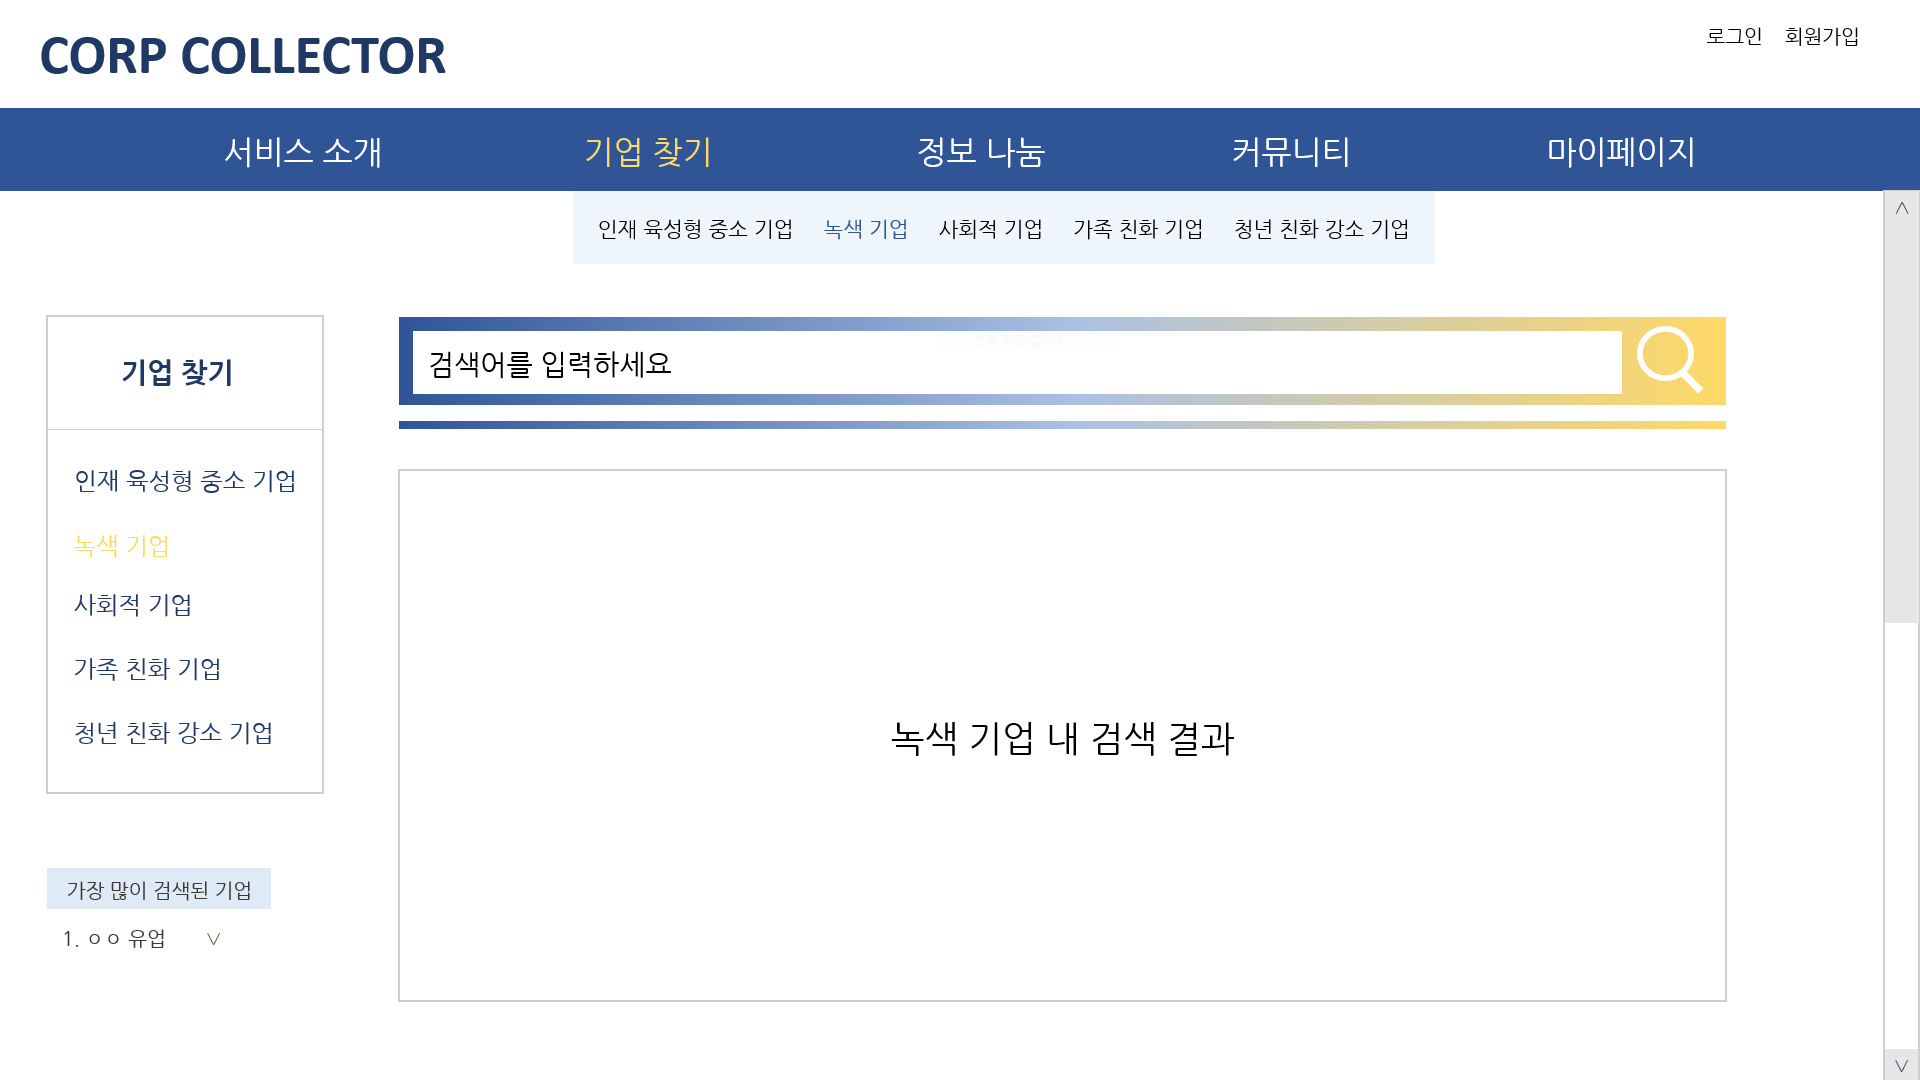 CORP COLLECTOR
로그인 회원가입
서비스 소개 기업 찾기 정보 나눔 커뮤니티 마이페이지
인재 육성형 중소 기업 녹색 기업 사회적 기업 가족 친화 기업 청년 친화 강소 기업
기업 찾기
인재 육성형 중소 기업
녹색 기업
사회적 기업
가족 친화 기업
청년 친화 강소 기업
검색어를 입력하세요
녹색 기업 내 검색 결과
가장 많이 검색된 기업
1. ㅇㅇ 유업